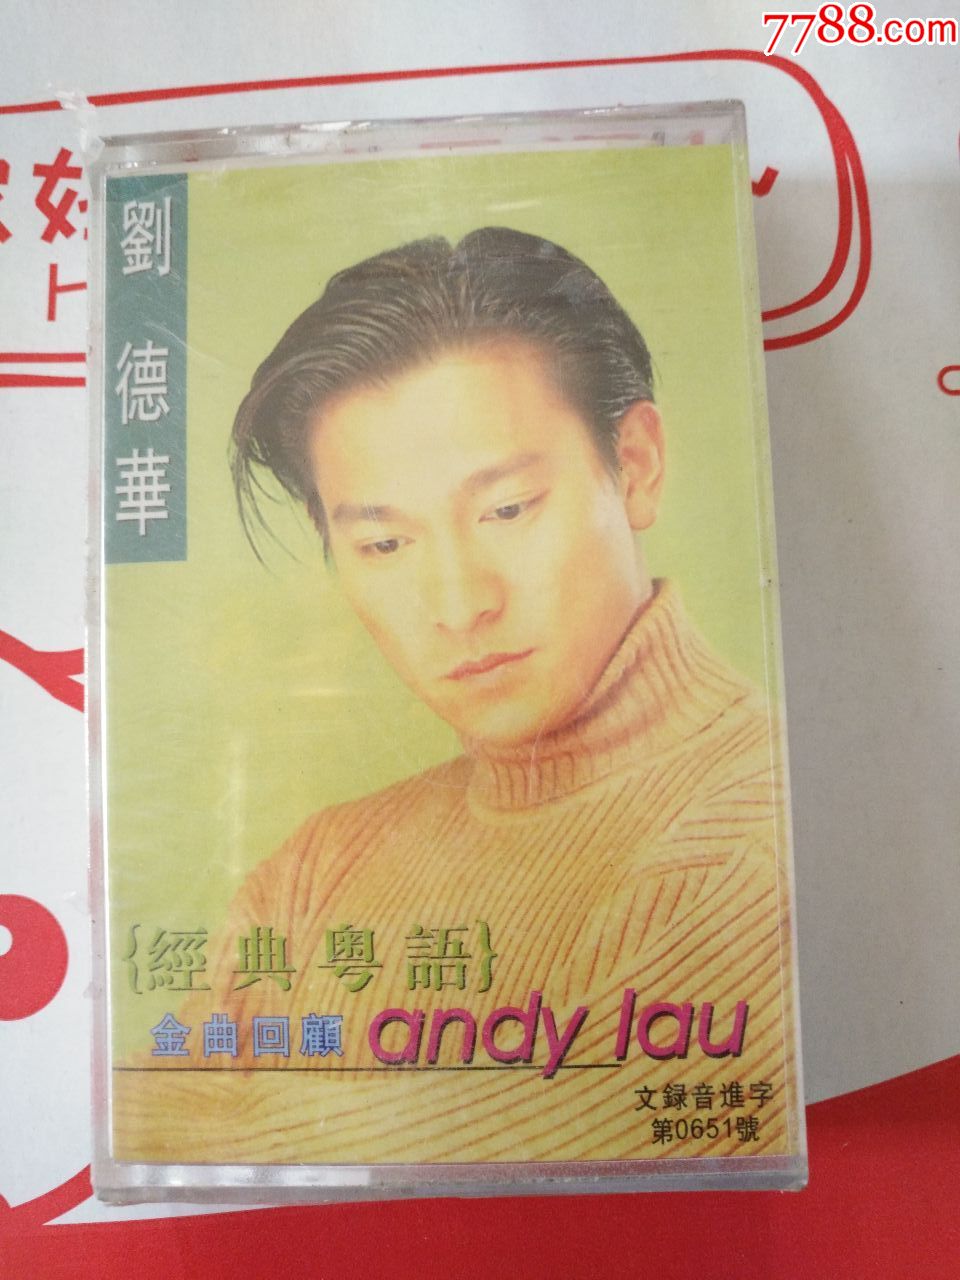 7788.com
劉德華
{經典粵語}
金曲回顧 andy lau
文録音進字
第0651號